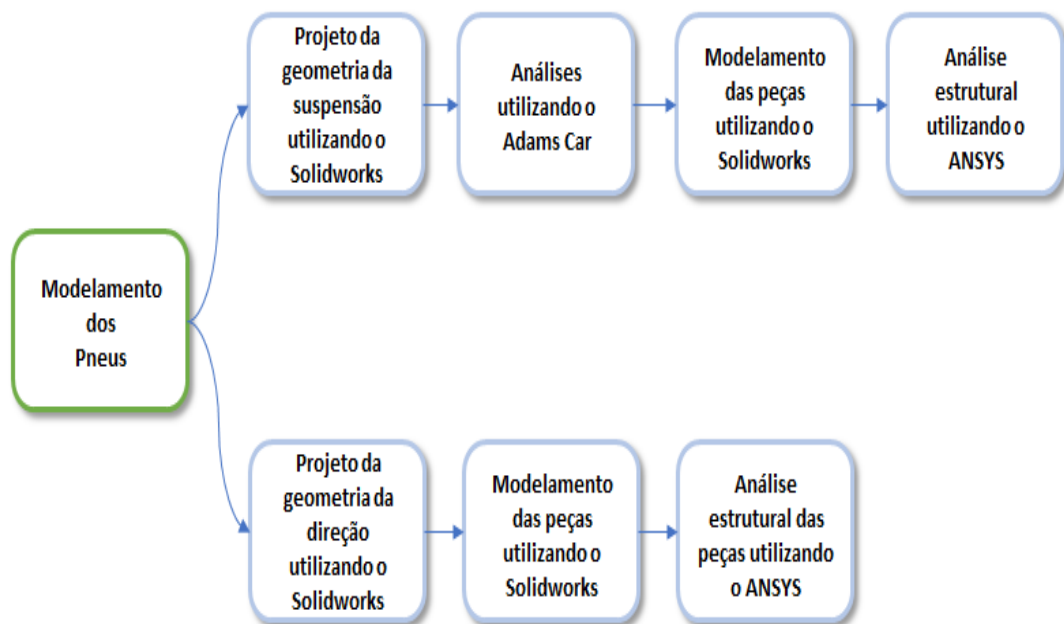 Projeto da
geometria da
suspensão
utilizando o
Solidworks
Análises
utilizando o
Adams Car
Modelamento
das peças
utilizando o
Solidworks
Análise
estrutural
utilizando o
ANSYS
Modelamento
dos
Pneus
Projeto da
geometria da
direção
utilizando o
Solidworks
Modelamento
das peças
utilizando o
Solidworks
Análise
estrutural das
peças utilizando
o ANSYS